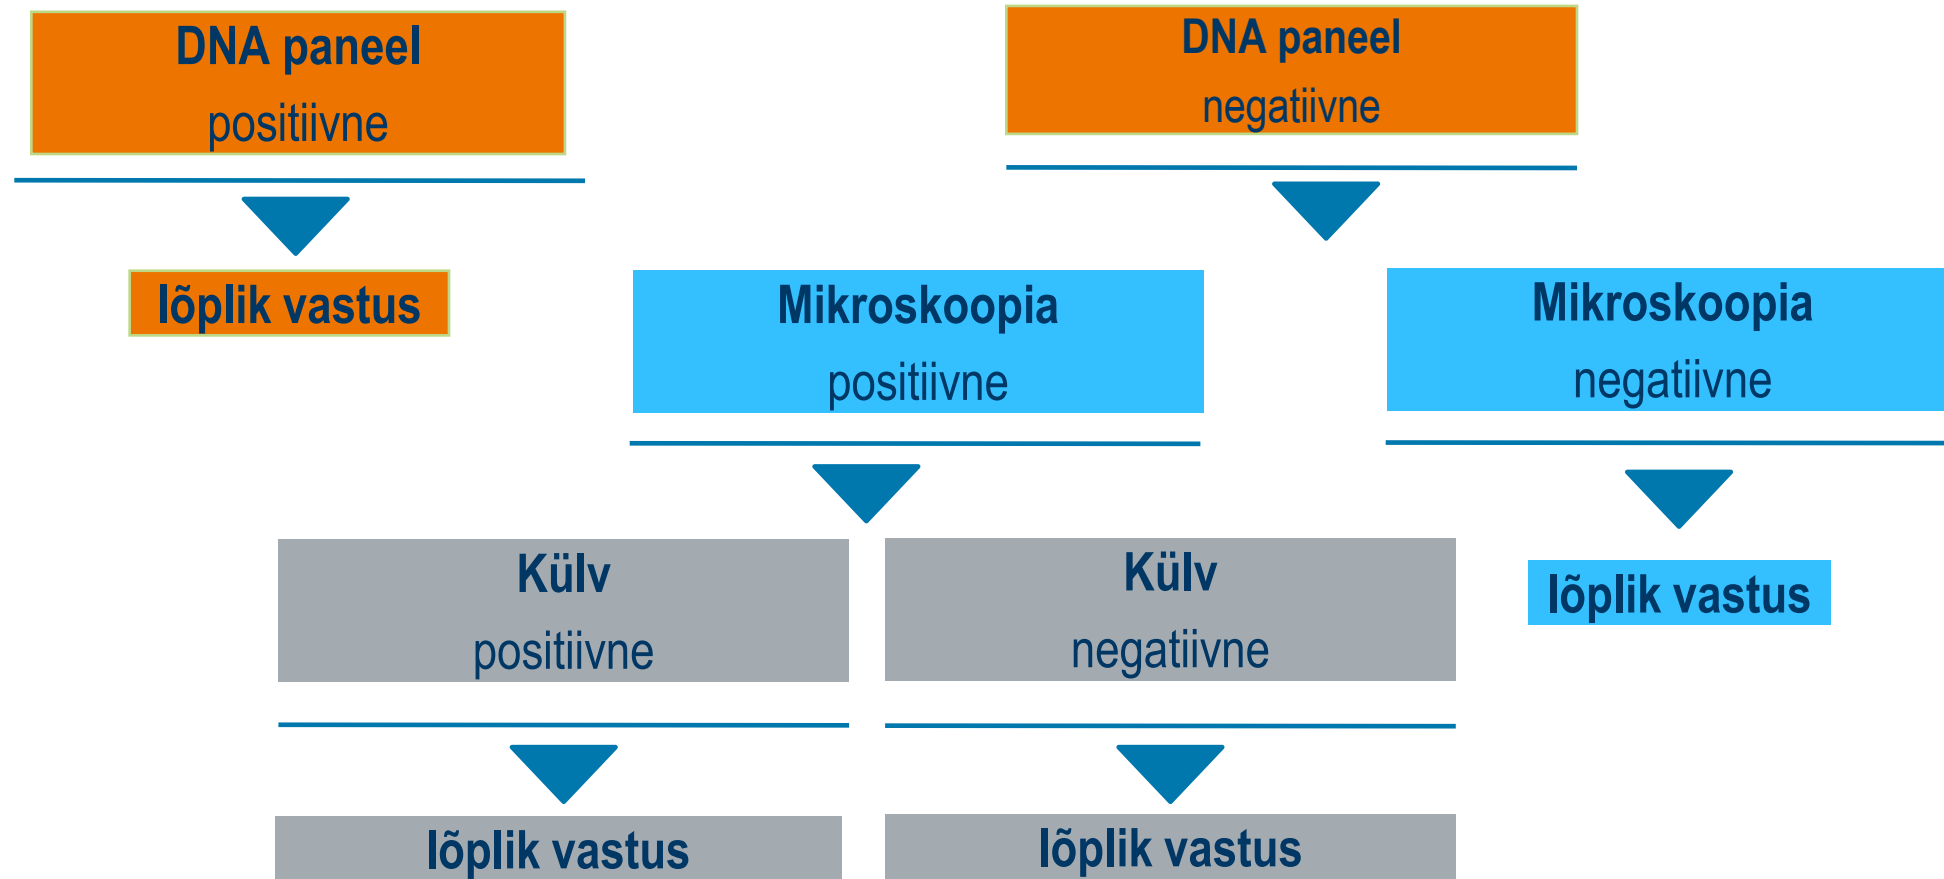 DNA paneel
positiivne
DNA paneel
negatiivne
lõplik vastus
Mikroskoopia
positiivne
Mikroskoopia
negatiivne
Külv
positiivne
Külv
negatiivne
lõplik vastus
lõplik vastus
lõplik vastus